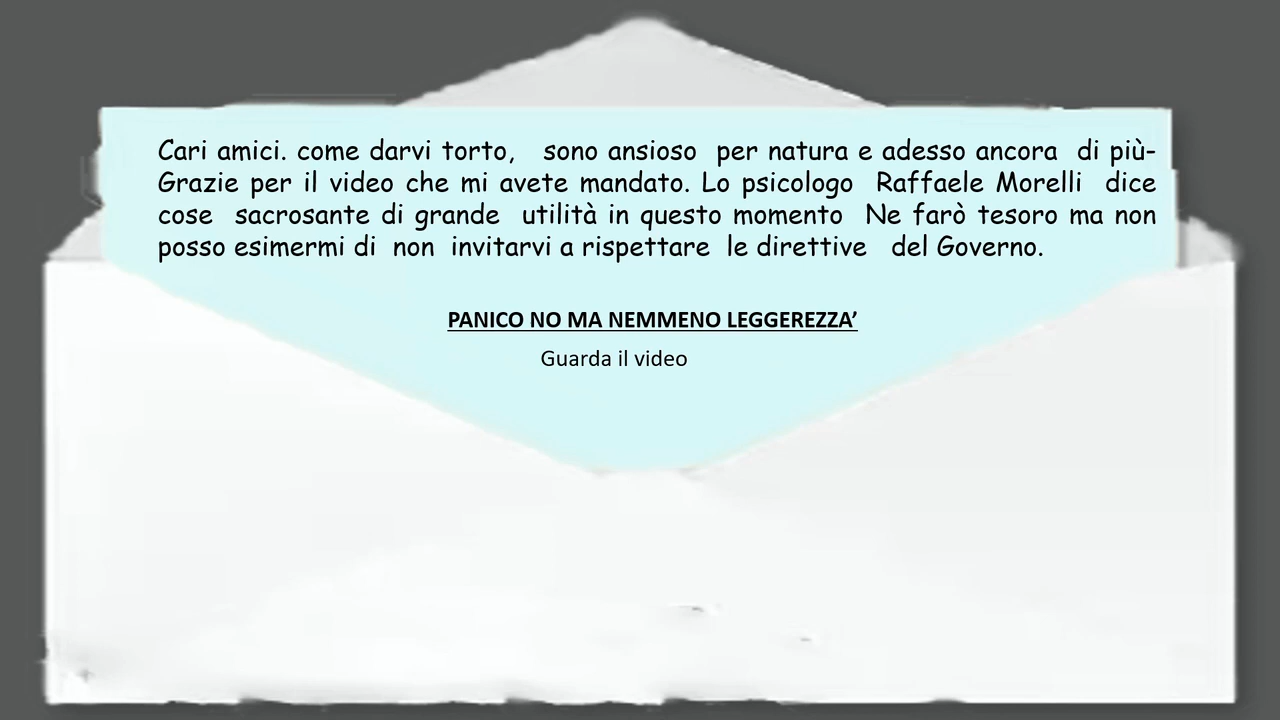 Cari amici. come darvi torto, sono ansioso per natura e adesso ancora di più-
Grazie per il video che mi avete mandato. Lo psicologo Raffaele Morelli dice
cose sacrosante di grande utilità in questo momento Ne farò tesoro ma non
posso esimermi di non invitarvi a rispettare le direttive del Governo.
PANICO NO MA NEMMENO LEGGEREZZA’
Guarda il video